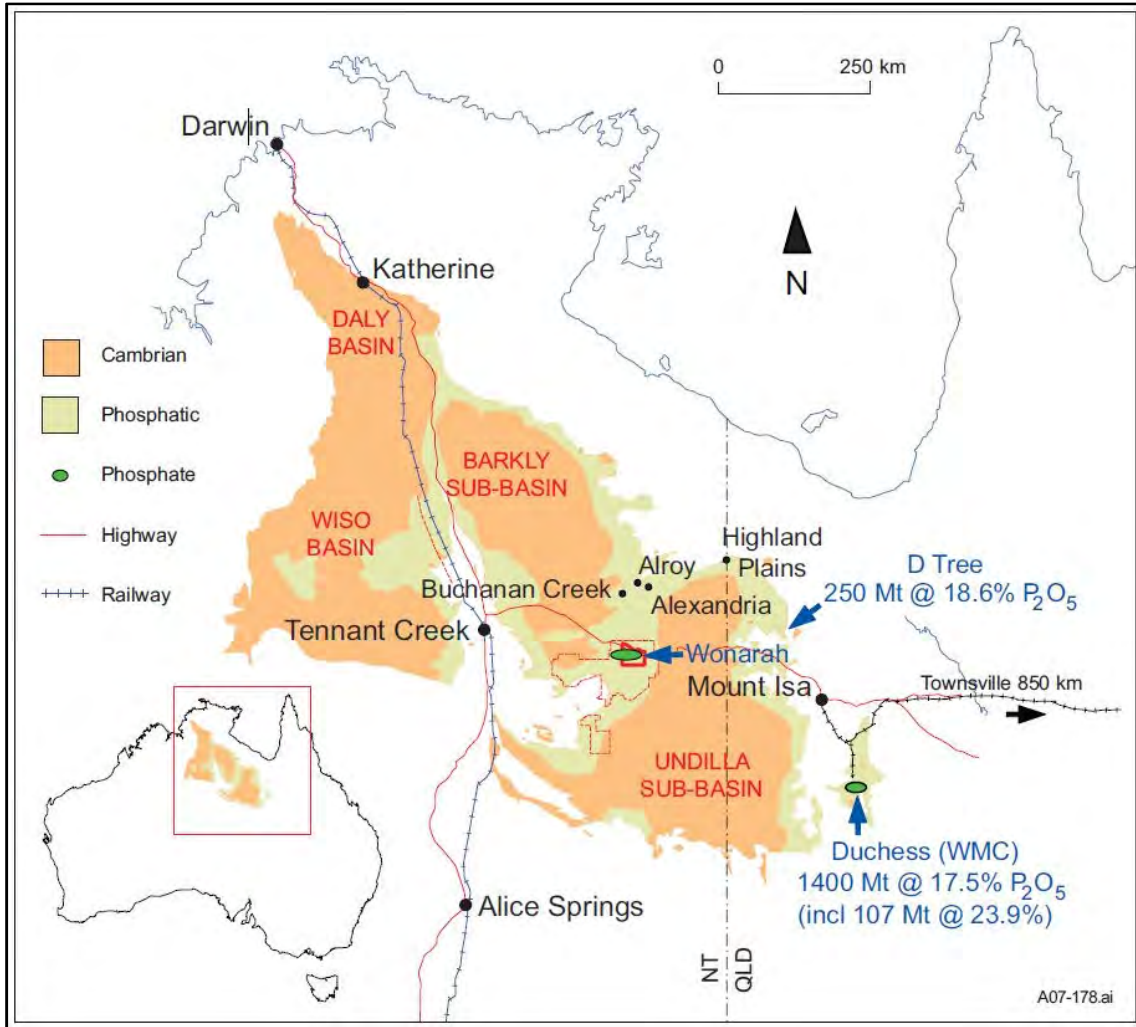 0 250 km
Darwin
N
Katherine
DALY
BASIN
Cambrian
Phosphatic
Phosphate
Highway
Railway
BARKLY
SUB-BASIN
WISO
BASIN
Highland
Plains
D Tree
250 Mt @ 18.6% P₂O₅
Alroy
Buchanan Creek
Alexandria
Tennant Creek
Wonarah
Mount Isa
Townsville 850 km
UNDILLA
SUB-BASIN
Duchess (WMC)
1400 Mt @ 17.5% P₂O₅
(incl 107 Mt @ 23.9%)
Alice Springs
NT
QLD
A07-178.ai